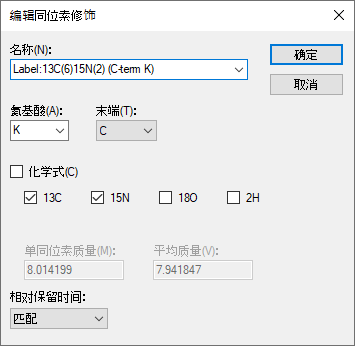 编辑同位素修饰
名称(N):
Label:13C(6)15N(2) (C-term K)
确定
取消
氨基酸(A): 末端(T):
K C
化学式(C)
13C 15N 18O 2H
单同位素质量(M): 平均质量(V):
8.014199 7.941847
相对保留时间:
匹配